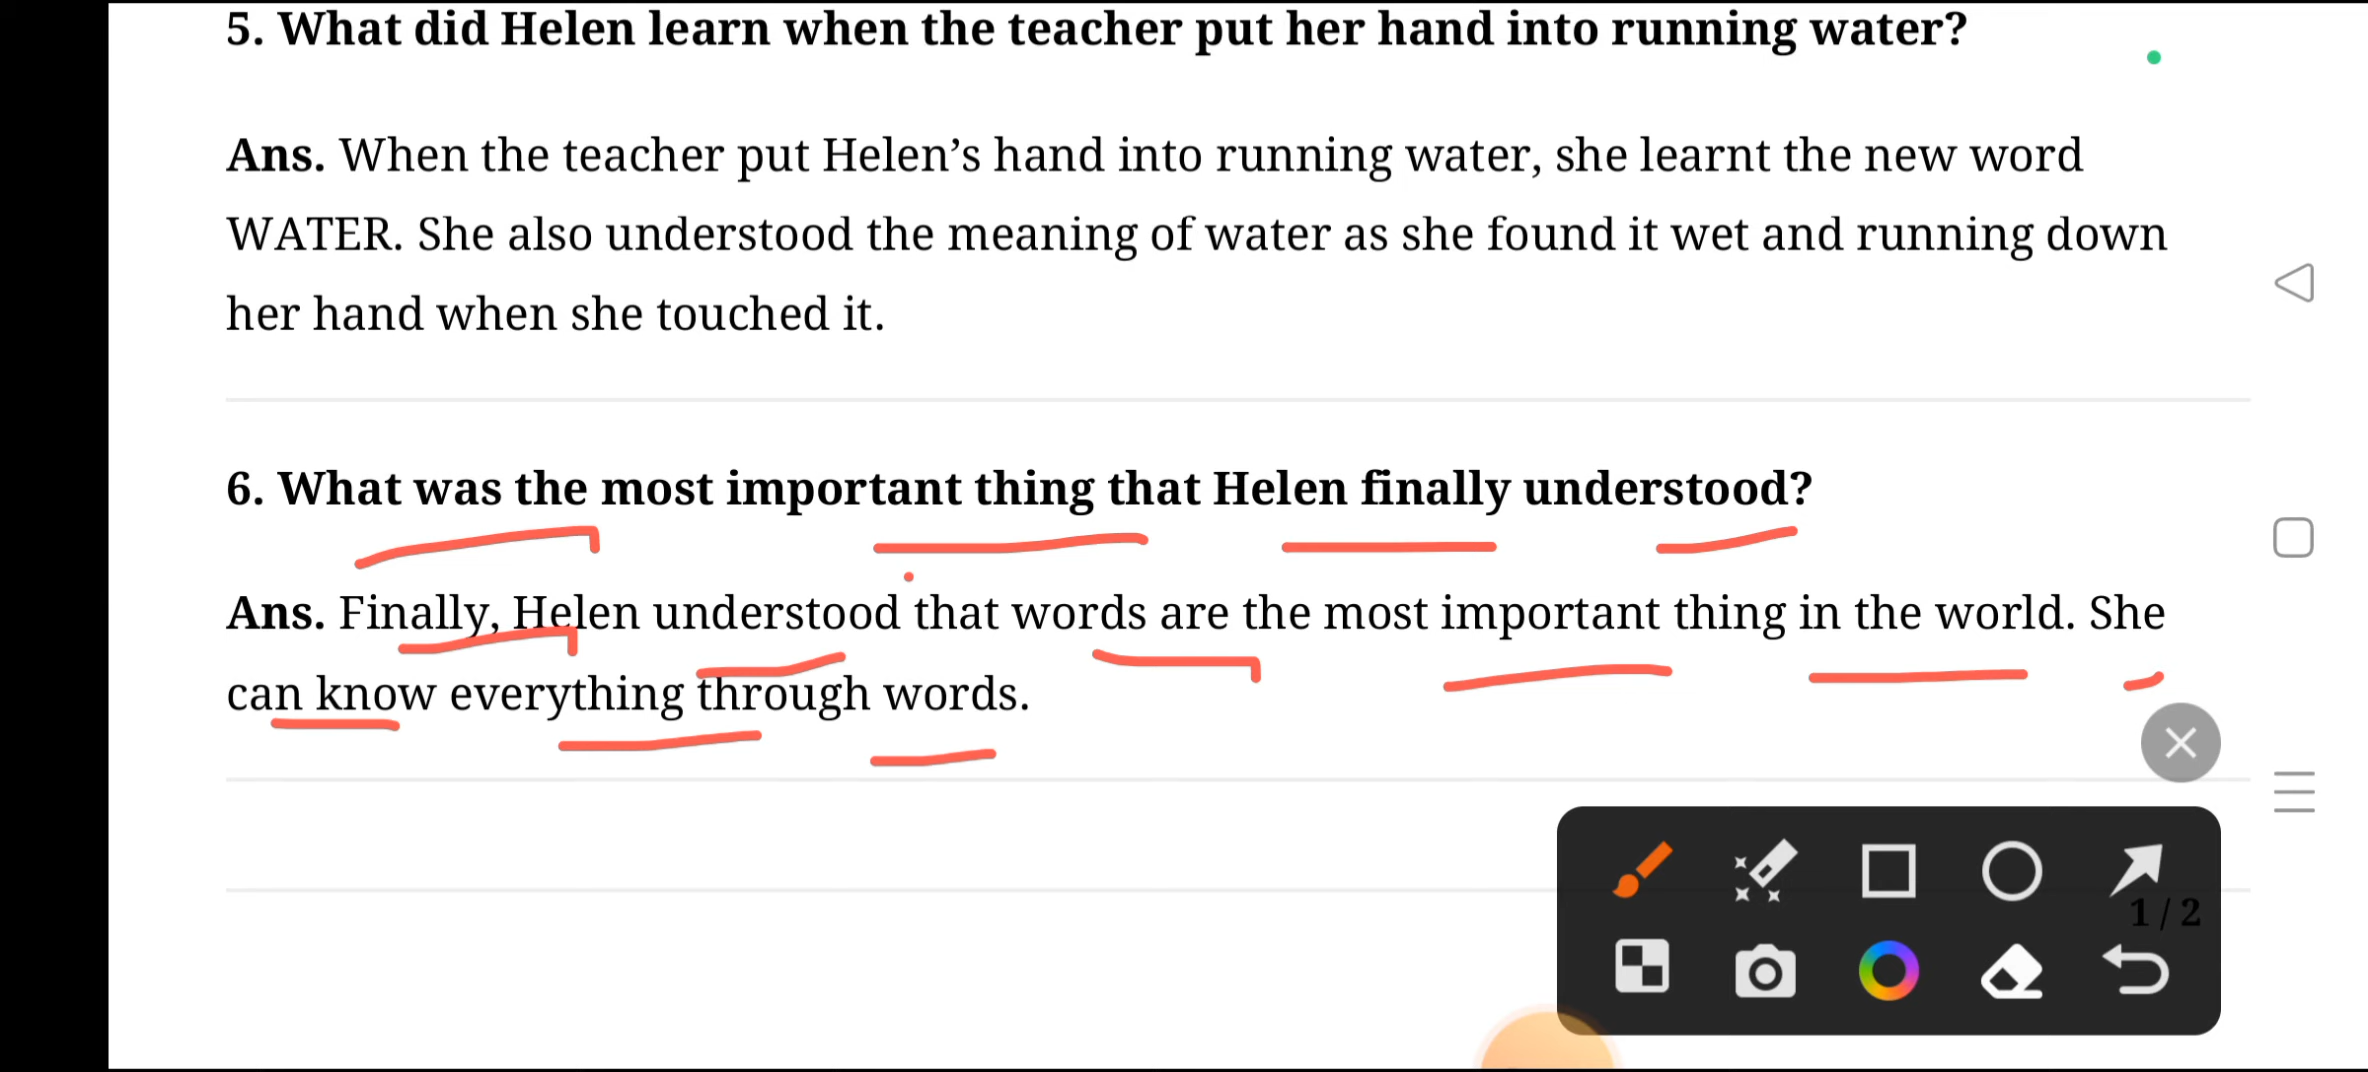 5. What did Helen learn when the teacher put her hand into running water?
Ans. When the teacher put Helen’s hand into running water, she learnt the new word
WATER. She also understood the meaning of water as she found it wet and running down
her hand when she touched it.
6. What was the most important thing that Helen finally understood?
Ans. Finally, Helen understood that words are the most important thing in the world. She
can know everything through words.
1 / 2